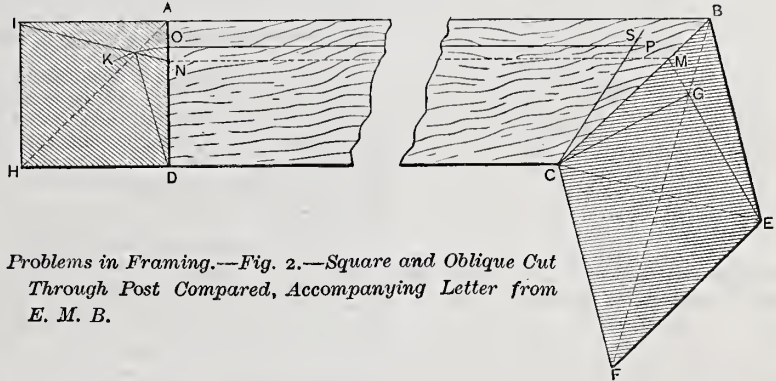 A
B
I
O
S
P
K
N
M
G
H
D
C
E
F
Problems in Framing.—Fig. 2.—Square and Oblique Cut
Through Post Compared, Accompanying Letter from
E. M. B.